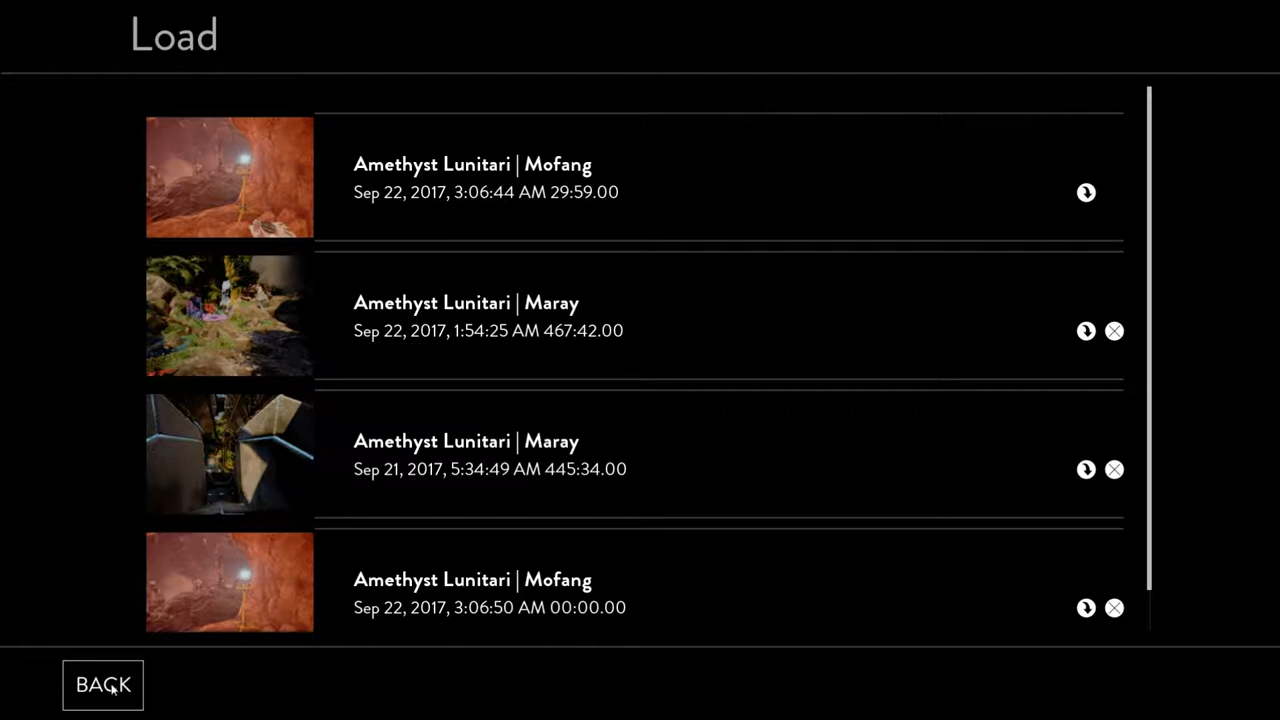 Load
Amethyst Lunitari | Mofang
Sep 22, 2017, 3:06:44 AM 29:59.00
Amethyst Lunitari | Maray
Sep 22, 2017, 1:54:25 AM 467:42.00
Amethyst Lunitari | Maray
Sep 21, 2017, 5:34:49 AM 445:34.00
Amethyst Lunitari | Mofang
Sep 22, 2017, 3:06:50 AM 00:00.00
BACK